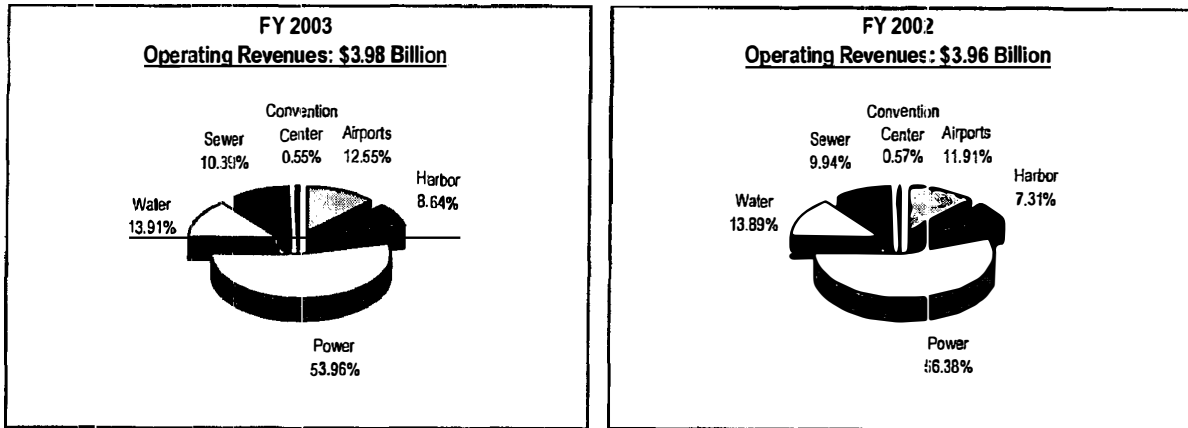 FY 2003
Operating Revenues: $3.98 Billion
Convention
Sewer Center Airports
10.39% 0.55% 12.55%
Harbor
8.64%
Water
13.91%
Power
53.96%
FY 2002
Operating Revenues: $3.96 Billion
Convention
Sewer Center Airports
9.94% 0.57% 11.91%
Harbor
7.31%
Water
13.89%
Power
56.38%